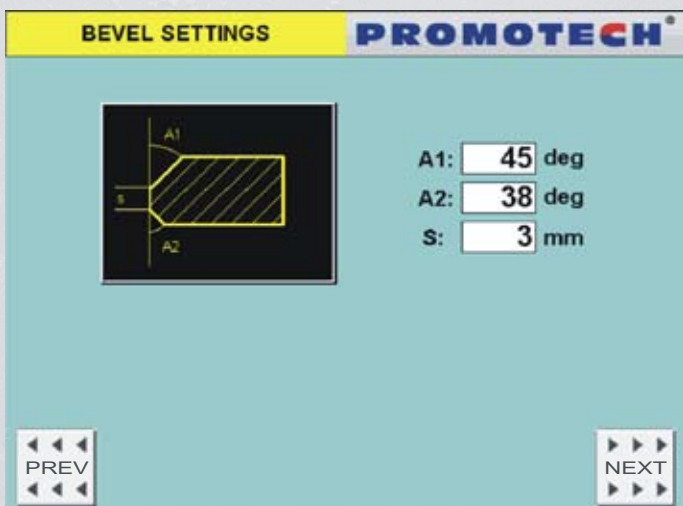 BEVEL SETTINGS
PROMOTECH®
A1
s
A2
A1: 45 deg
A2: 38 deg
S: 3 mm
PREV
NEXT